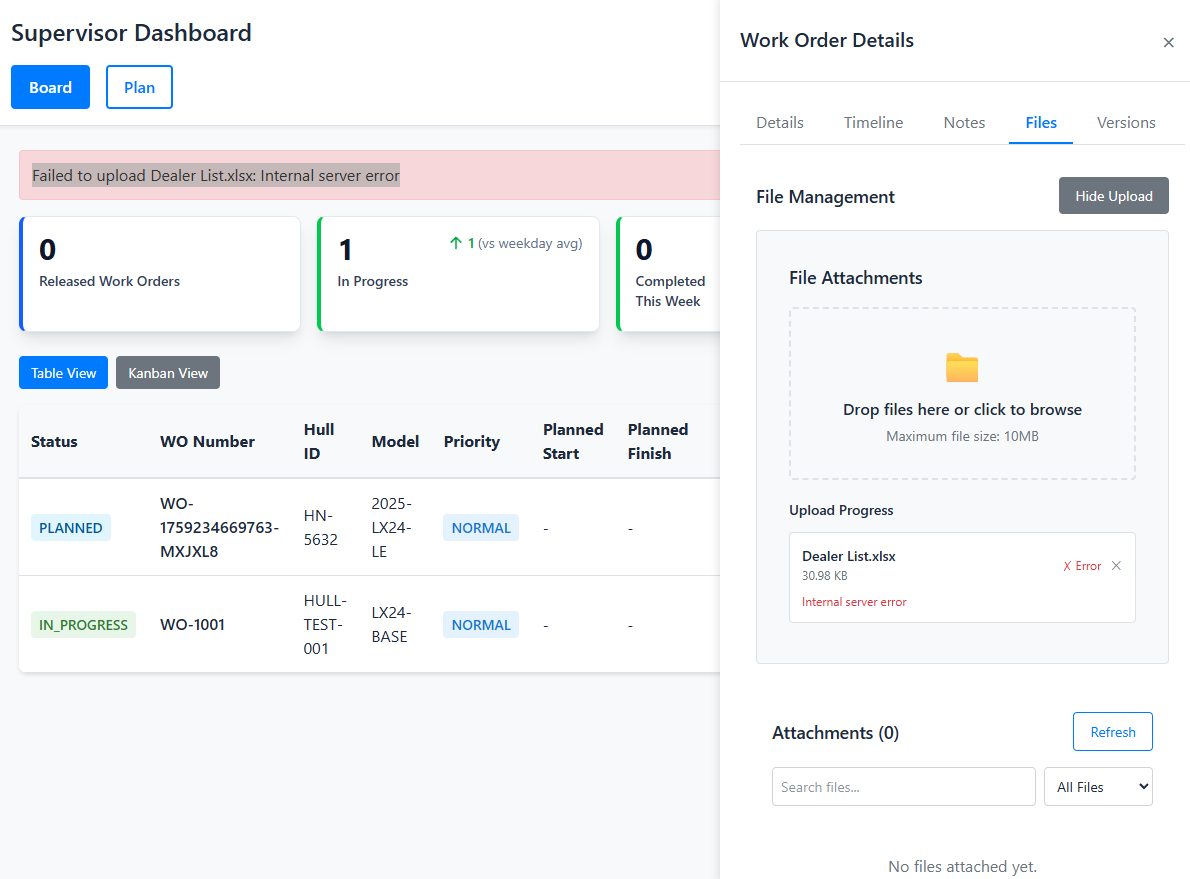 Supervisor Dashboard
Board
Plan
Failed to upload Dealer List.xlsx: Internal server error
0
Released Work Orders
1
↑ 1 (vs weekday avg)
In Progress
0
Completed
This Week
Table View
Kanban View
Status
WO Number
Hull
ID
Model
Priority
Planned
Start
Planned
Finish
PLANNED
WO-
1759234669763-
MXJXL8
HN-
5632
2025-
LX24-
LE
NORMAL
-
-
IN_PROGRESS
WO-1001
HULL-
TEST-
001
LX24-
BASE
NORMAL
-
-
Work Order Details
×
Details
Timeline
Notes
Files
Versions
File Management
Hide Upload
File Attachments
Drop files here or click to browse
Maximum file size: 10MB
Upload Progress
Dealer List.xlsx
30.98 KB
✗ Error
×
Internal server error
Attachments (0)
Refresh
Search files...
All Files
No files attached yet.